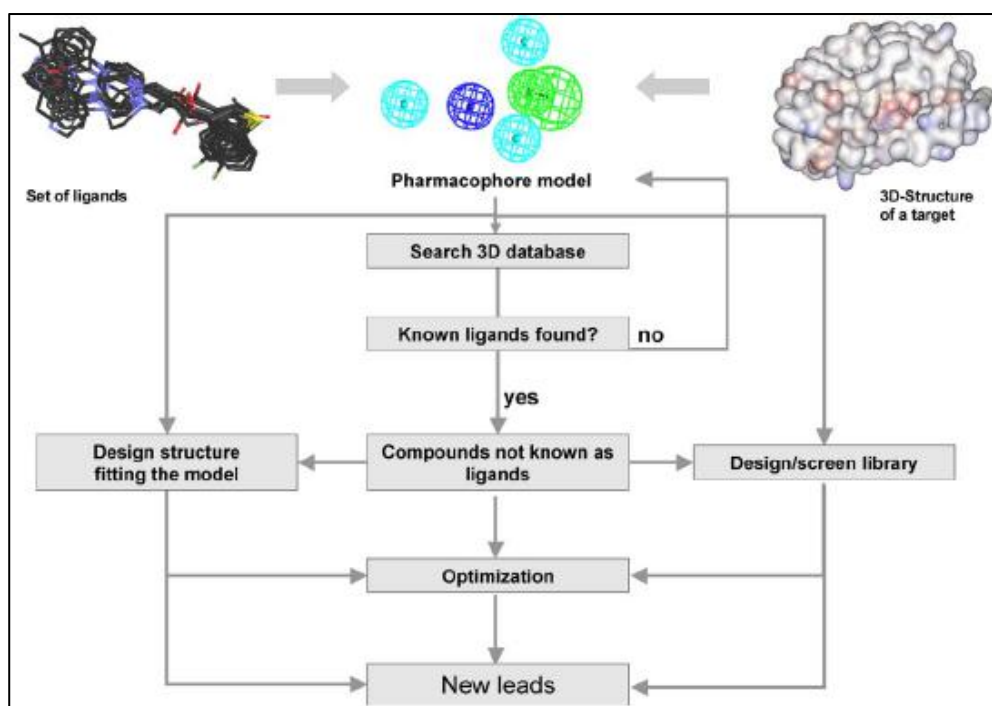 Set of ligands
Pharmacophore model
3D-Structure
of a target
Search 3D database
Known ligands found?
no
yes
Design structure
fitting the model
Compounds not known as
ligands
Design/screen library
Optimization
New leads